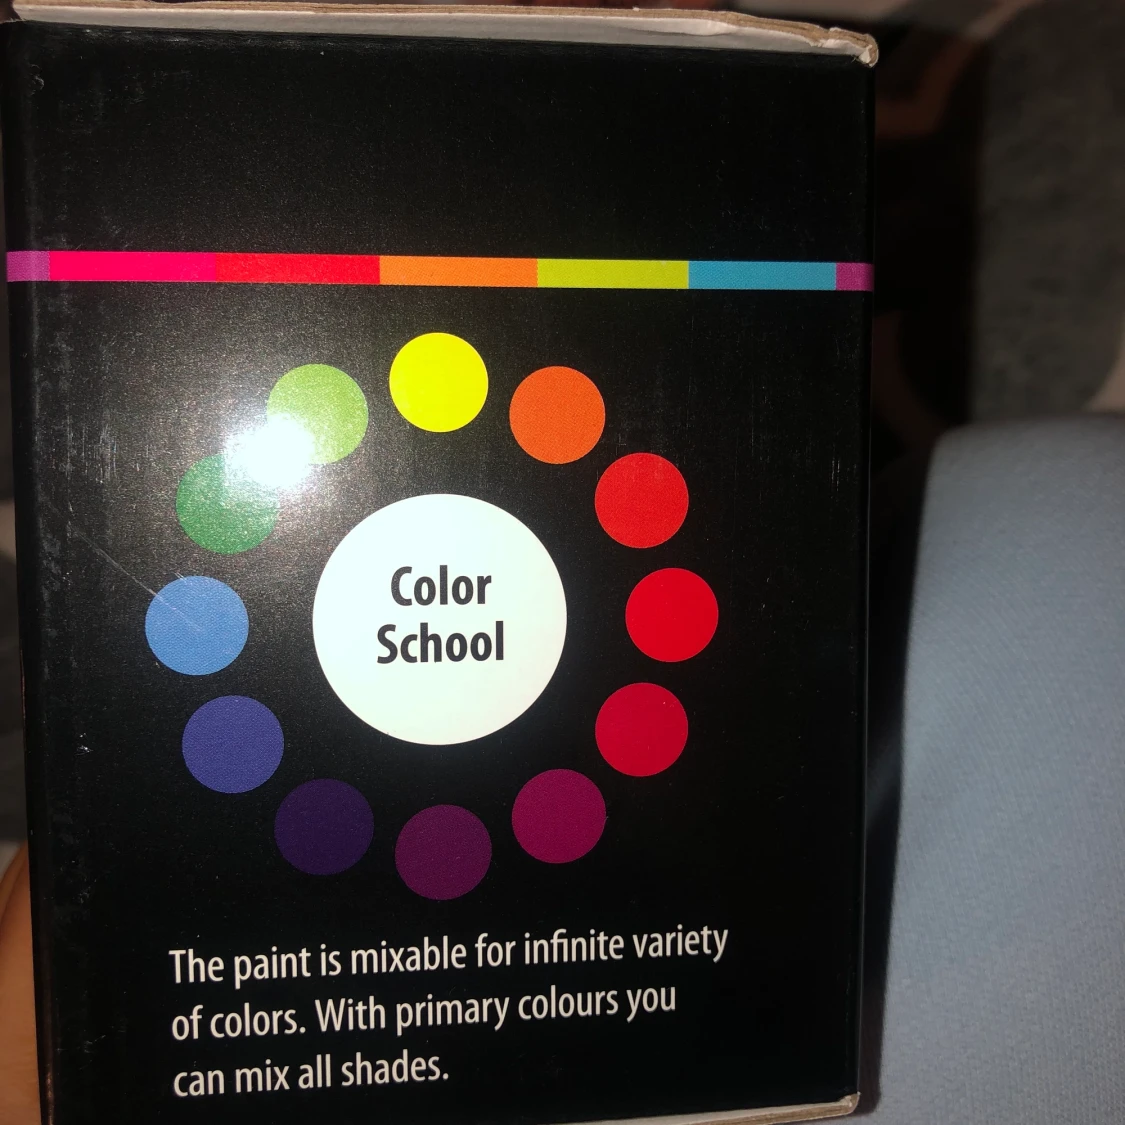 Color
School
The paint is mixable for infinite variety
of colors. With primary colours you
can mix all shades.